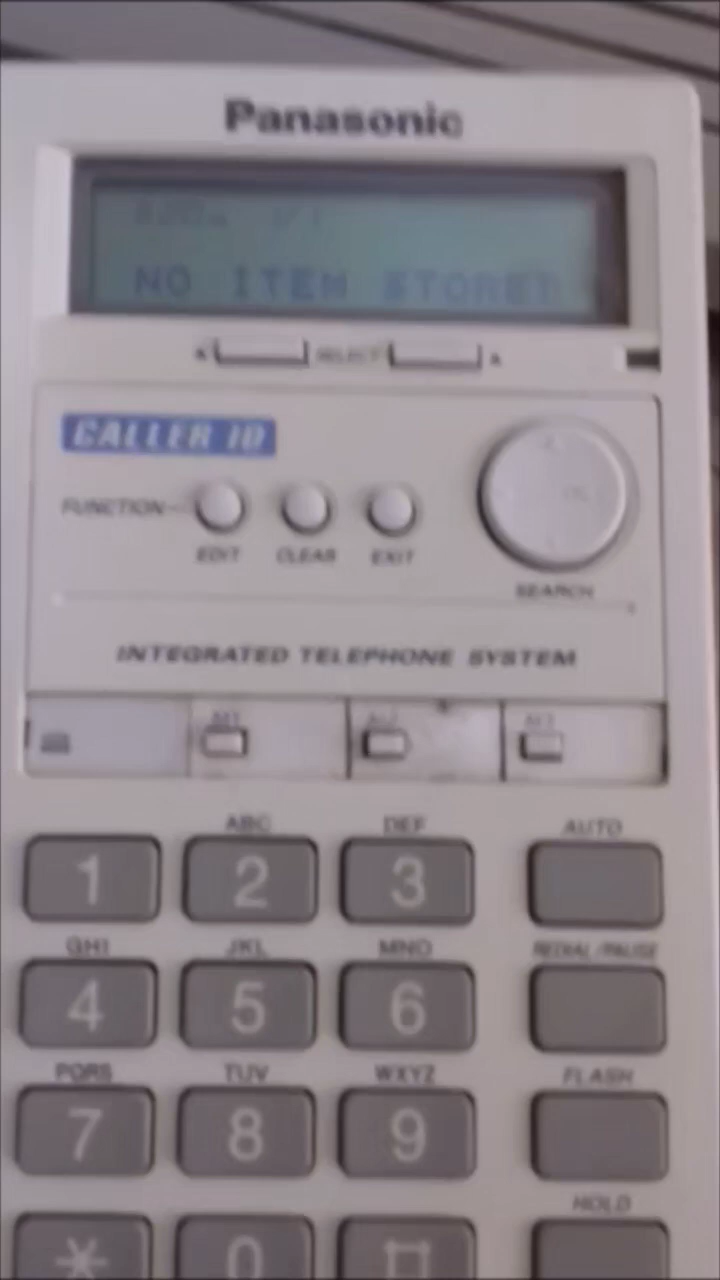 Panasonic
NO ITEM STORED
SELECT
CALLER ID
FUNCTION
EDIT CLEAR EXIT
SEARCH
INTEGRATED TELEPHONE SYSTEM
ABC DEF AUTO
1 2 3
GHI JKL MNO REDIAL/PAUSE
4 5 6
PQRS TUV WXYZ FLASH
7 8 9
HOLD
* 0 #